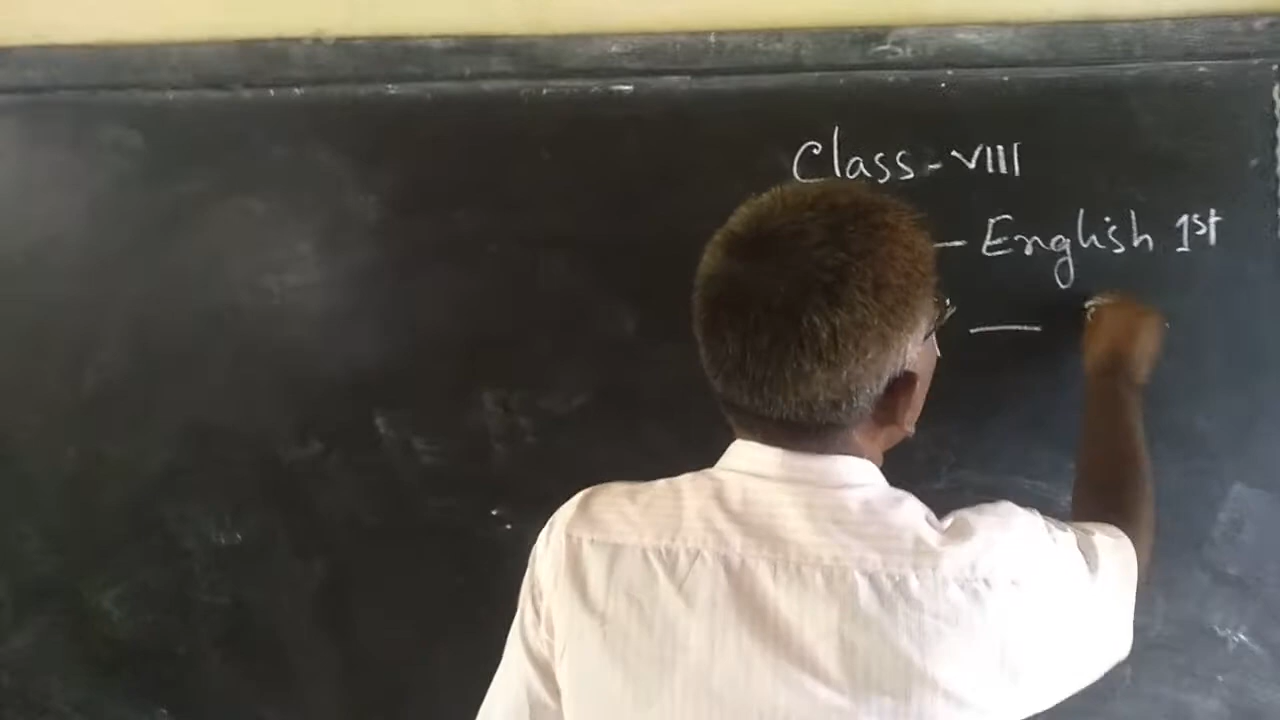 Class - VIII
— English 1st
—